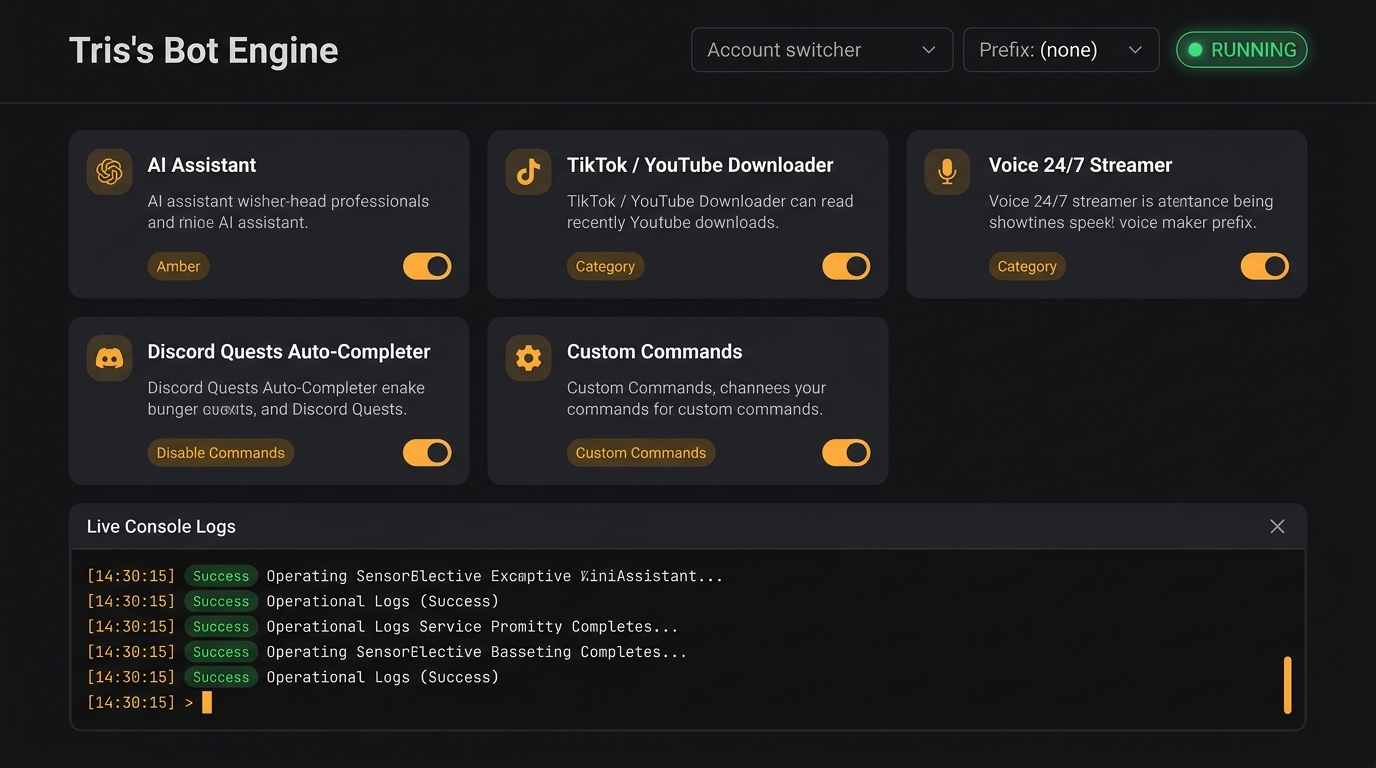 Tris's Bot Engine
Account switcher
Prefix: (none)
RUNNING
AI Assistant
AI assistant wisher-head professionals
and AI assistant.
Amber
TikTok / YouTube Downloader
TikTok / YouTube Downloader can read
recently Youtube downloads.
Category
Voice 24/7 Streamer
Voice 24/7 streamer is being
showtines voice maker prefix.
Category
Discord Quests Auto-Completer
Discord Quests Auto-Completer enake
bunger and Discord Quests.
Disable Commands
Custom Commands
Custom Commands, channees your
commands for custom commands.
Custom Commands
Live Console Logs
[14:30:15] Success Operating
[14:30:15] Success Operational Logs (Success)
[14:30:15] Success Operational Logs Service Promitty Completes...
[14:30:15] Success Operating Basseting Completes...
[14:30:15] Success Operational Logs (Success)
[14:30:15] >